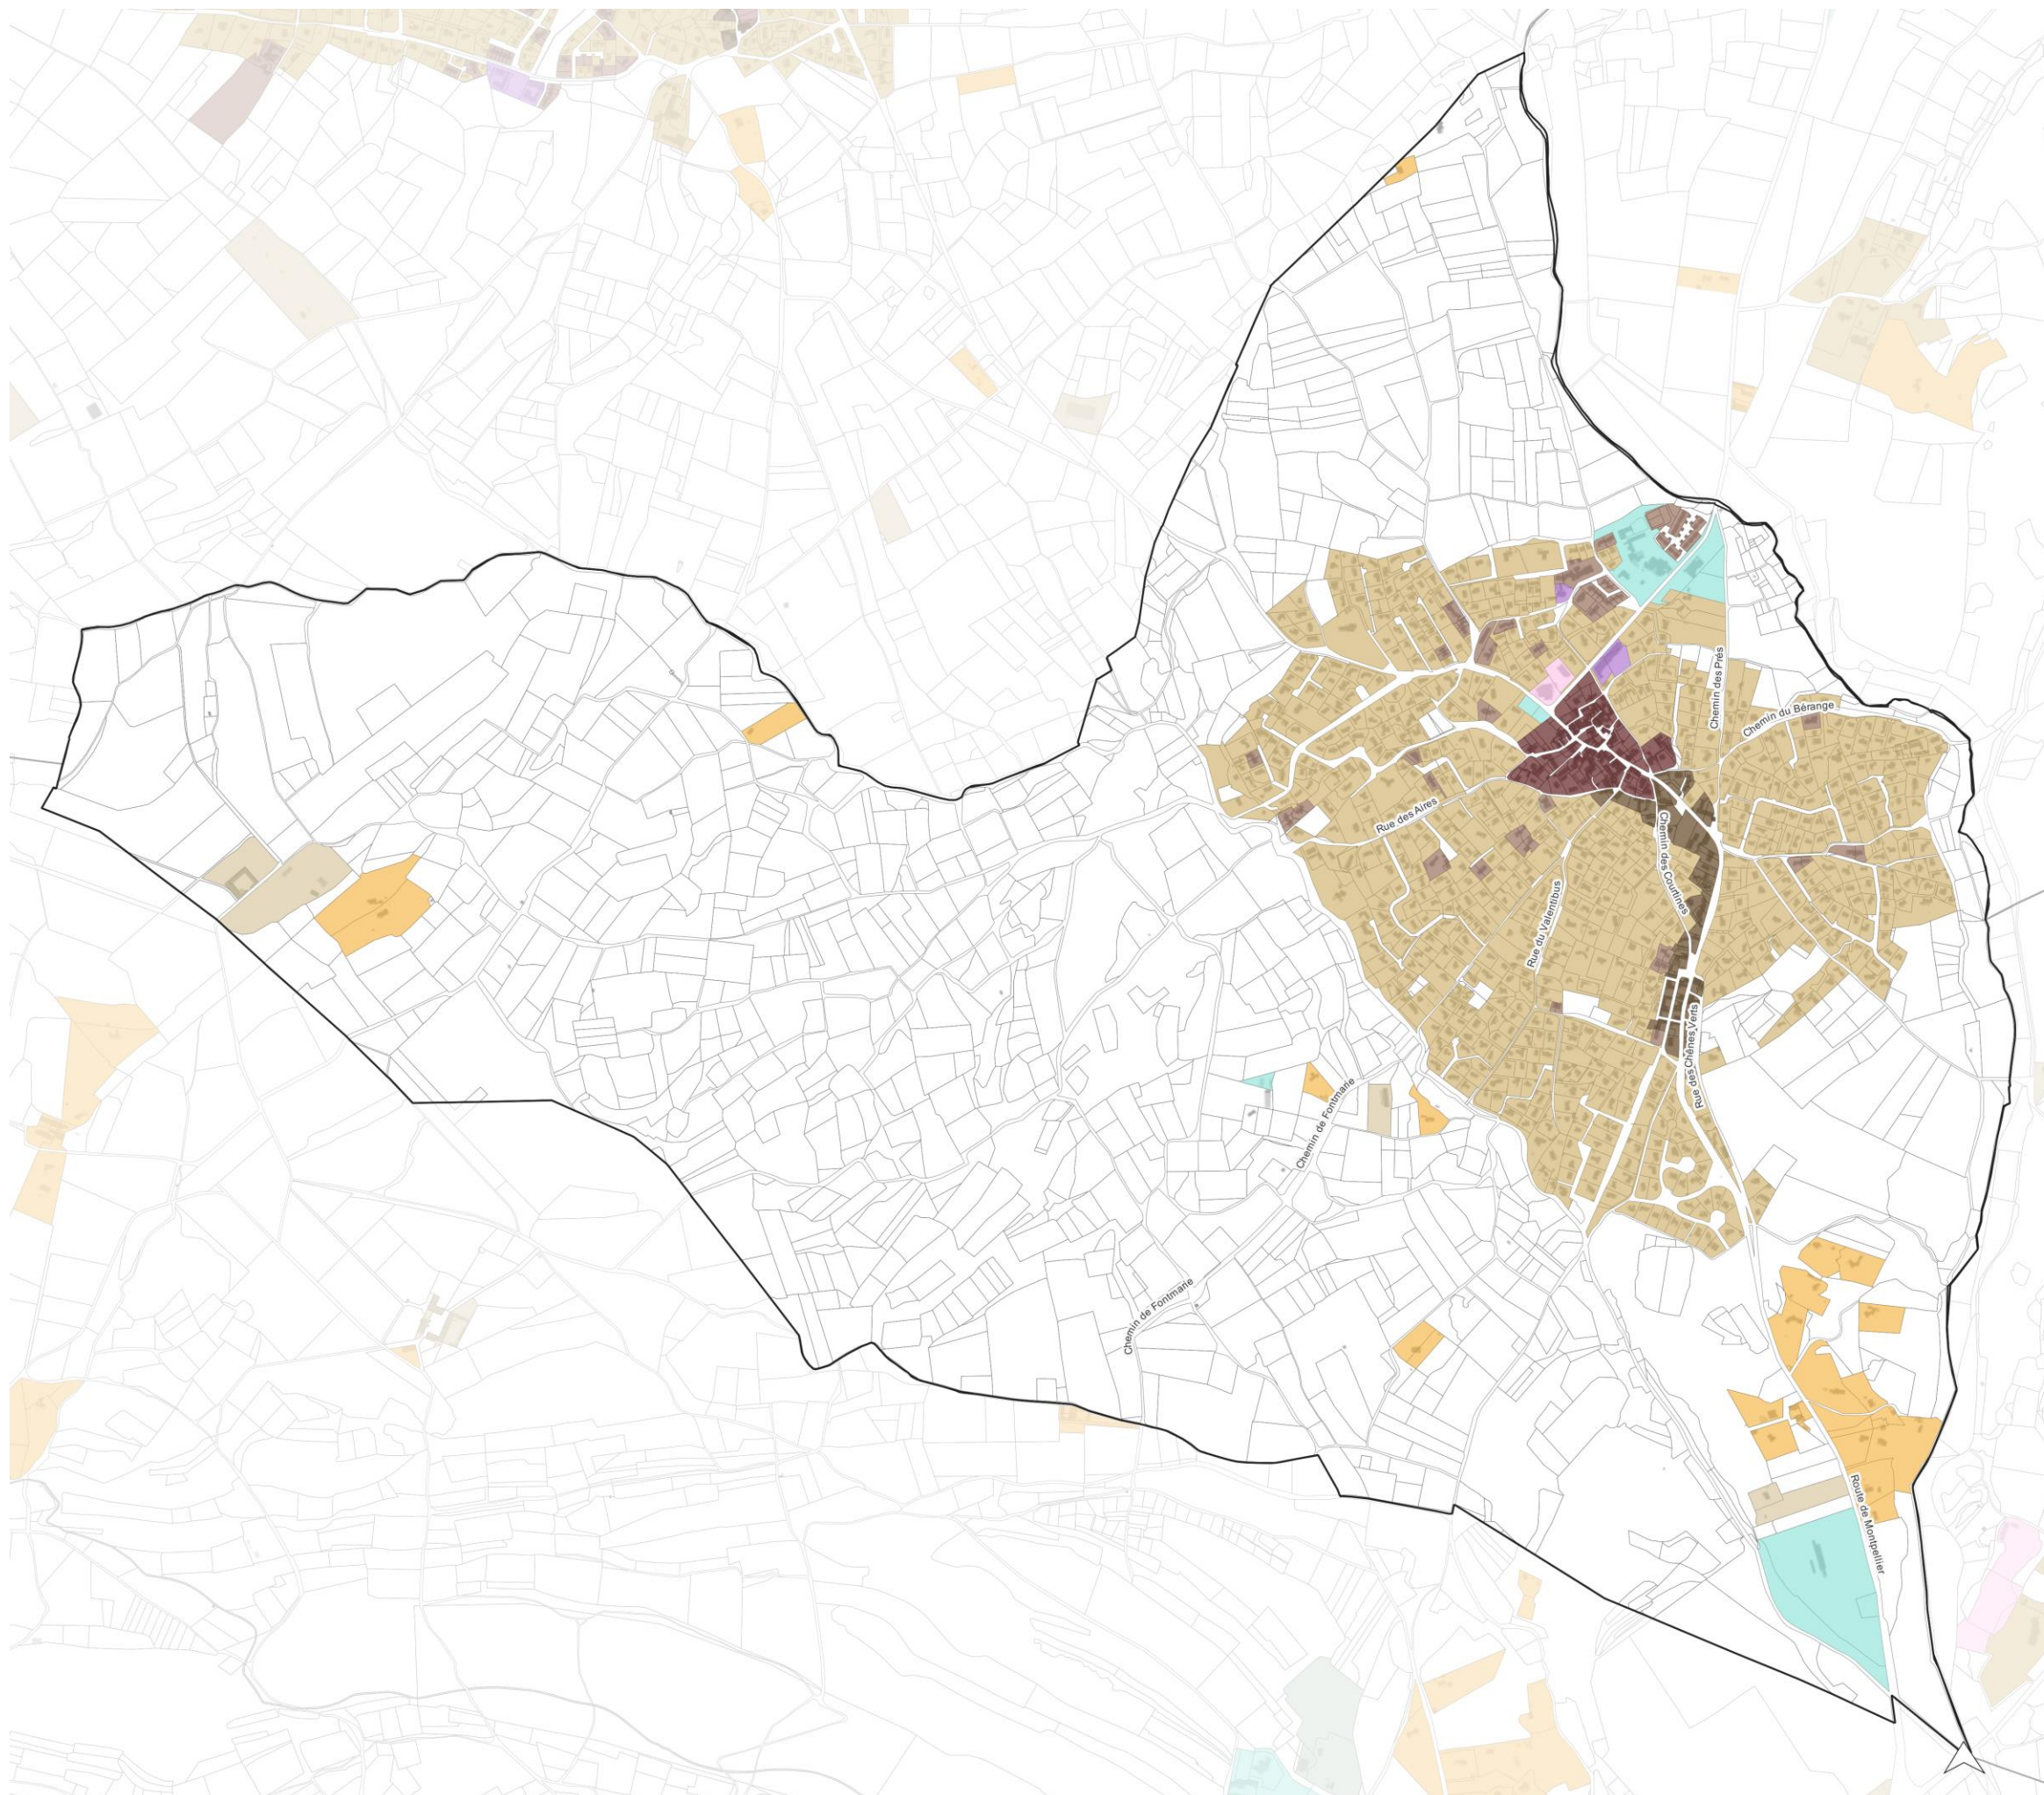 Chemin des Prés
Chemin du Bérange
Rue des Aires
Chemin des Courtines
Rue du Valentibus
Rue des Chênes Verts
Chemin de Fontmarie
Chemin de Fontmarie
Route de Montpellier